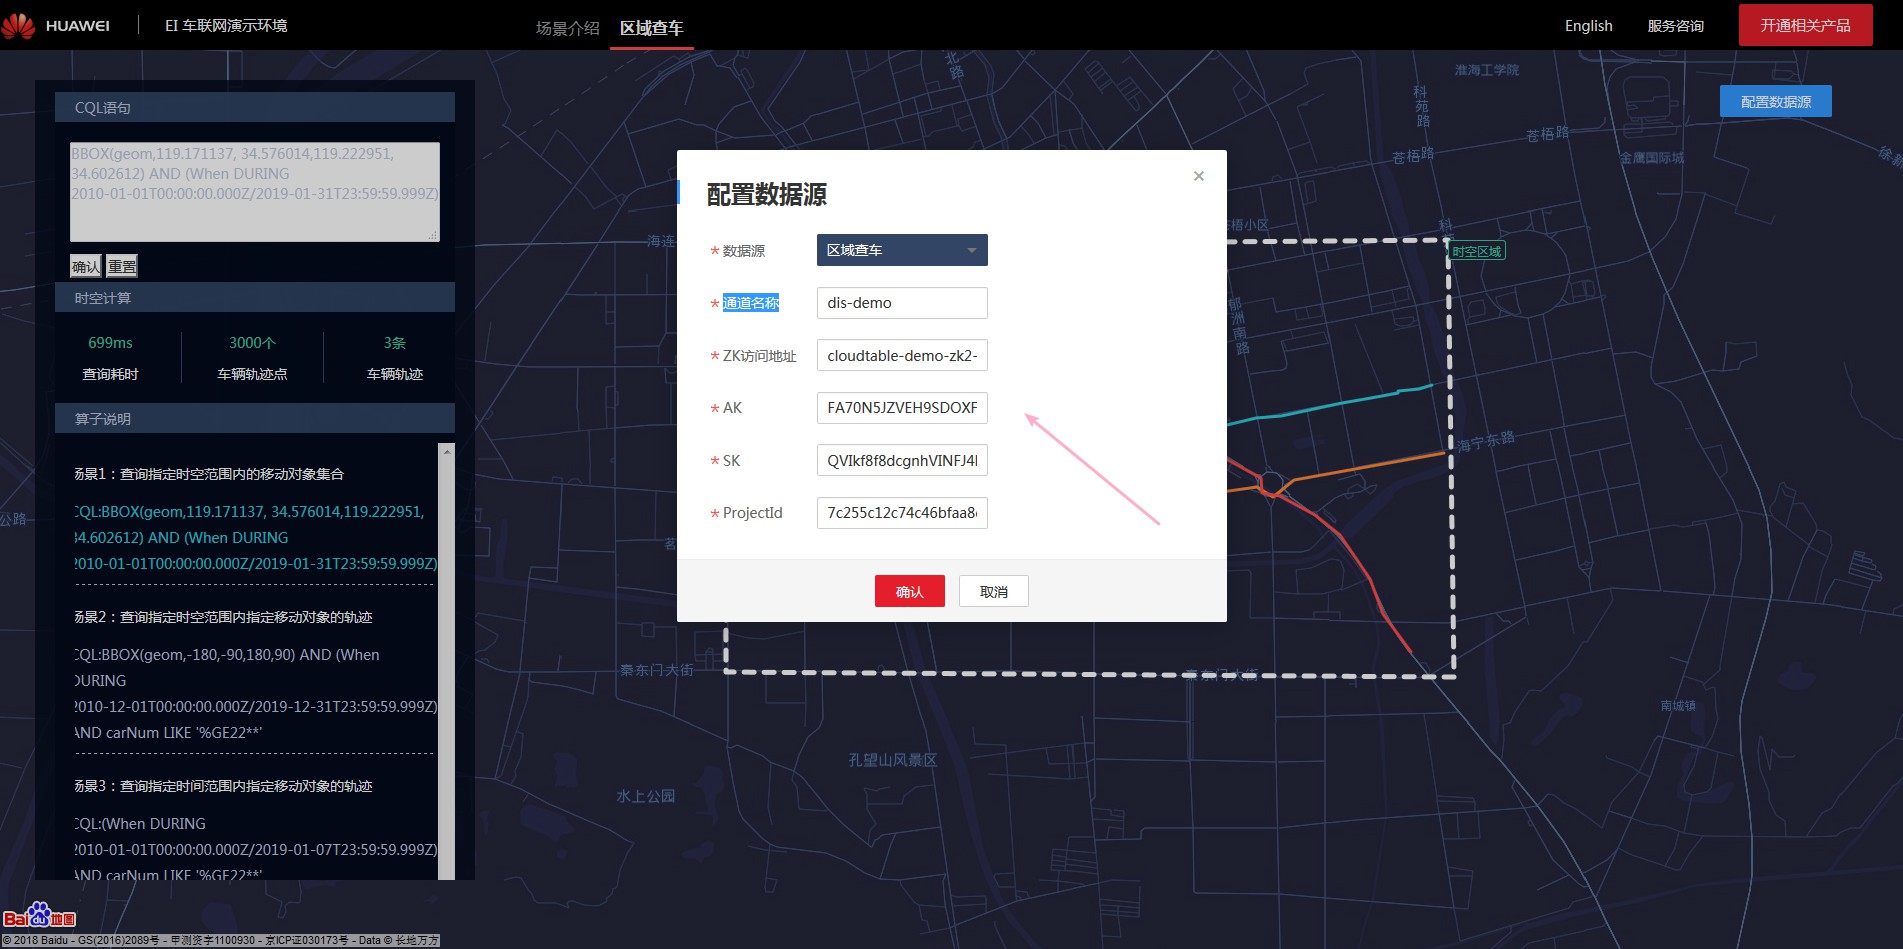 HUAWEI
EI 车联网演示环境
场景介绍
区域查车
English
服务咨询
开通相关产品
配置数据源
CQL语句
BBOX(geom,119.171137, 34.576014,119.222951,
34.602612) AND (When DURING
2010-01-01T00:00:00.000Z/2019-01-31T23:59:59.999Z)
确认
重置
时空计算
699ms
3000个
3条
查询耗时
车辆轨迹点
车辆轨迹
算子说明
场景1：查询指定时空范围内的移动对象集合
CQL:BBOX(geom,119.171137, 34.576014,119.222951,
34.602612) AND (When DURING
2010-01-01T00:00:00.000Z/2019-01-31T23:59:59.999Z)
场景2：查询指定时空范围内指定移动对象的轨迹
CQL:BBOX(geom,-180,-90,180,90) AND (When
DURING
2010-12-01T00:00:00.000Z/2019-12-31T23:59:59.999Z)
AND carNum LIKE '%GE22**'
场景3：查询指定时间范围内指定移动对象的轨迹
CQL:(When DURING
2010-01-01T00:00:00.000Z/2019-01-07T23:59:59.999Z)
AND carNum LIKE '%GE22**'
配置数据源
×
* 数据源
区域查车
* 通道名称
dis-demo
* ZK访问地址
cloudtable-demo-zk2-
* AK
FA70N5JZVEH9SDOXF
* SK
QVIkf8f8dcgnhVINFJ4
* ProjectId
7c255c12c74c46bfaa8
确认
取消
时空区域
淮海工学院
北路
科苑路
苍梧路
苍梧路
金鹰国际城
徐新
梧小区
科苑
海连
郁洲南路
海宁东路
公路
茗
秦东门大街
秦东门大街
南城镇
孔望山风景区
水上公园
Bai du 地图
© 2018 Baidu - GS(2016)2089号 - 甲测资字1100930 - 京ICP证030173号 - Data © 长地万方